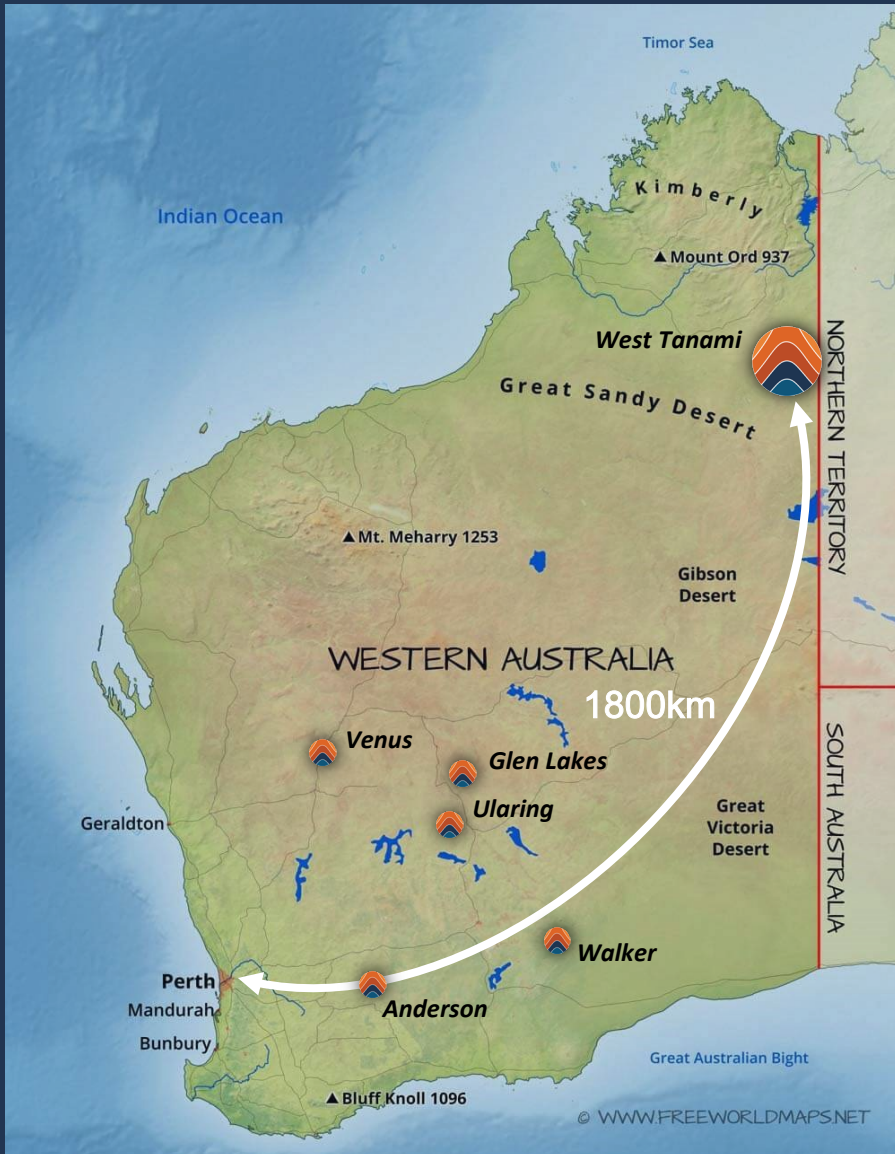 Timor Sea
Kimberly
Indian Ocean
Mount Ord 937
West Tanami
NORTHERN TERRITORY
Great Sandy Desert
Mt. Meharry 1253
Gibson
Desert
WESTERN AUSTRALIA
1800km
Venus
Glen Lakes
Ularing
SOUTH AUSTRALIA
Geraldton
Great
Victoria
Desert
Walker
Perth
Anderson
Mandurah
Bunbury
Great Australian Bight
Bluff Knoll 1096
© WWW.FREEWORLDMAPS.NET